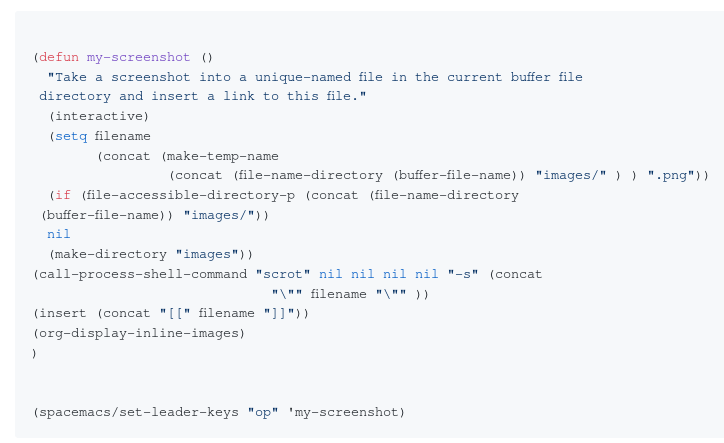 (defun my-screenshot ()
  "Take a screenshot into a unique-named file in the current buffer file
 directory and insert a link to this file."
  (interactive)
  (setq filename
        (concat (make-temp-name
                 (concat (file-name-directory (buffer-file-name)) "images/" ) ) ".png"))
  (if (file-accessible-directory-p (concat (file-name-directory
 (buffer-file-name)) "images/"))
  nil
  (make-directory "images"))
(call-process-shell-command "scrot" nil nil nil nil "-s" (concat
                              "\"" filename "\"" ))
(insert (concat "[[" filename "]]"))
(org-display-inline-images)
)
(spacemacs/set-leader-keys "op" 'my-screenshot)